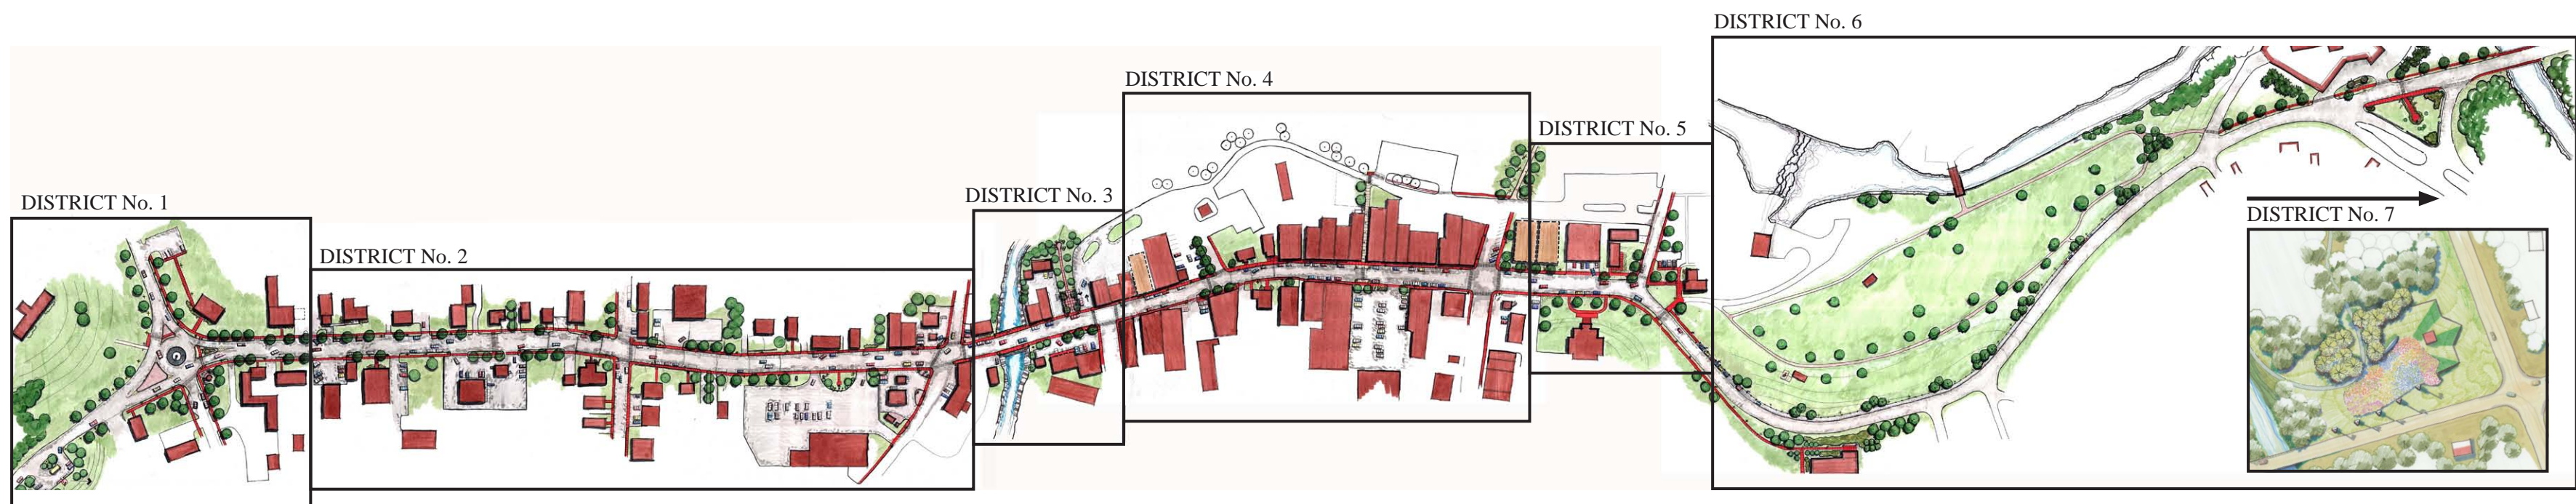 DISTRICT No. 1
DISTRICT No. 2
DISTRICT No. 3
DISTRICT No. 4
DISTRICT No. 5
DISTRICT No. 6
DISTRICT No. 7